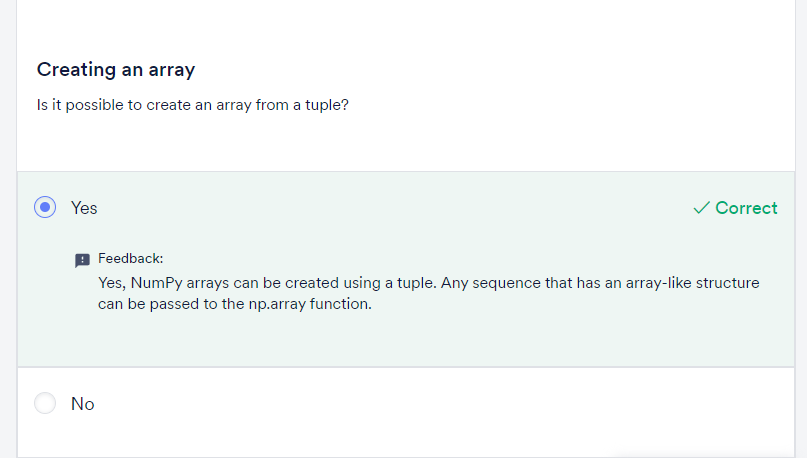 Creating an array
Is it possible to create an array from a tuple?
Yes
Correct
Feedback:
Yes, NumPy arrays can be created using a tuple. Any sequence that has an array-like structure
can be passed to the np.array function.
No